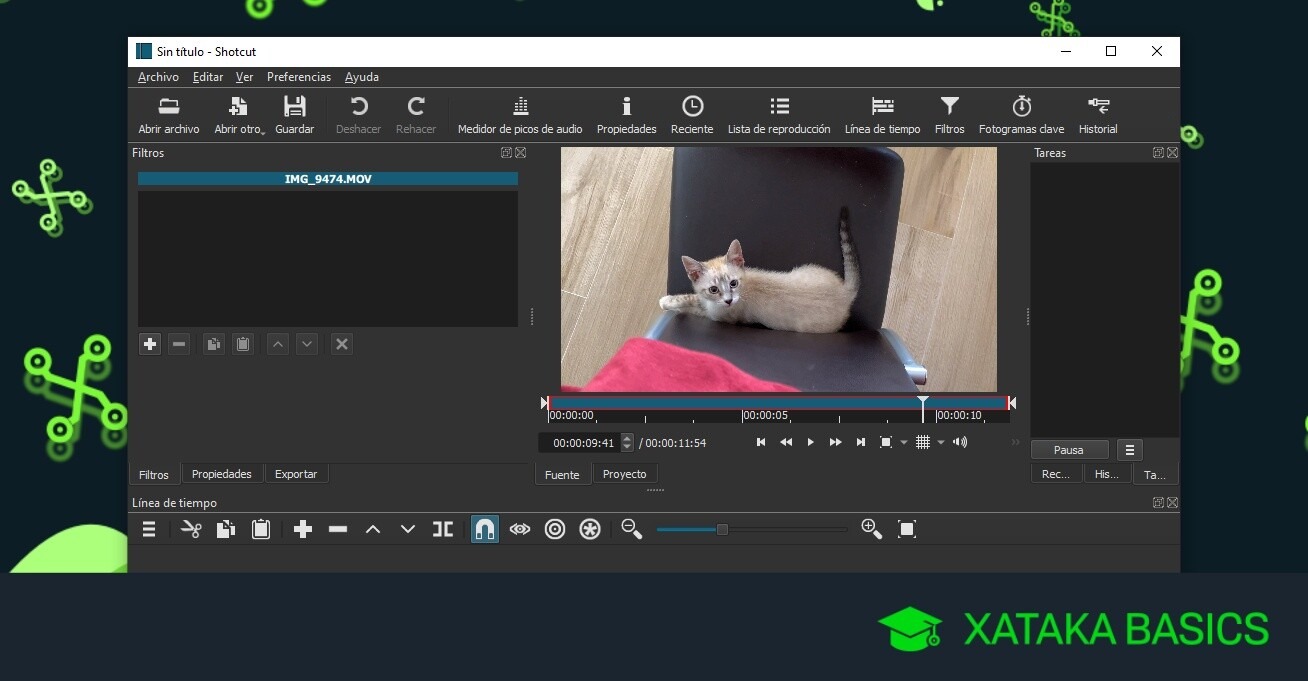 Sin título - Shotcut
Archivo Editar Ver Preferencias Ayuda
Abrir archivo Abrir otro... Guardar Deshacer Rehacer Medidor de picos de audio Propiedades Reciente Lista de reproducción Línea de tiempo Filtros Fotogramas clave Historial
Filtros
Tareas
IMG_9474.MOV
00:00:00 00:00:05 00:00:10
00:00:09:41 / 00:00:11:54
Pausa
Filtros Propiedades Exportar
Fuente Proyecto
Rec... His... Ta...
Línea de tiempo
XATAKA BASICS